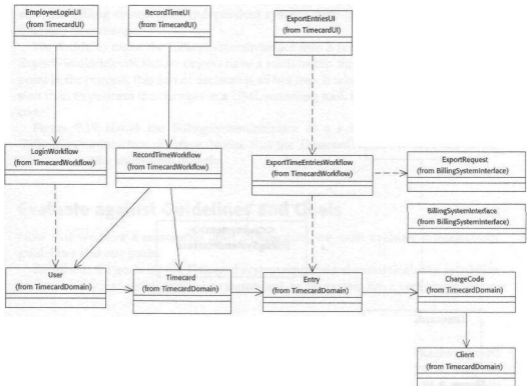 EmployeeLoginUI
(from TimecardUI)
RecordTimeUI
(from TimecardUI)
ExportEntriesUI
(from TimecardUI)
LoginWorkflow
(from TimecardWorkflow)
RecordTimeWorkflow
(from TimecardWorkflow)
ExportTimeEntriesWorkflow
(from TimecardWorkflow)
ExportRequest
(from BillingSystemInterface)
BillingSystemInterface
(from BillingSystemInterface)
Evaluate against Guidelines and Goals
User
(from TimecardDomain)
Timecard
(from TimecardDomain)
Entry
(from TimecardDomain)
ChargeCode
(from TimecardDomain)
Client
(from TimecardDomain)